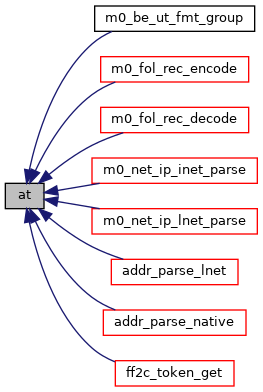 m0_be_ut_fmt_group
m0_fol_rec_encode
m0_fol_rec_decode
m0_net_ip_inet_parse
at
m0_net_ip_lnet_parse
addr_parse_lnet
addr_parse_native
ff2c_token_get